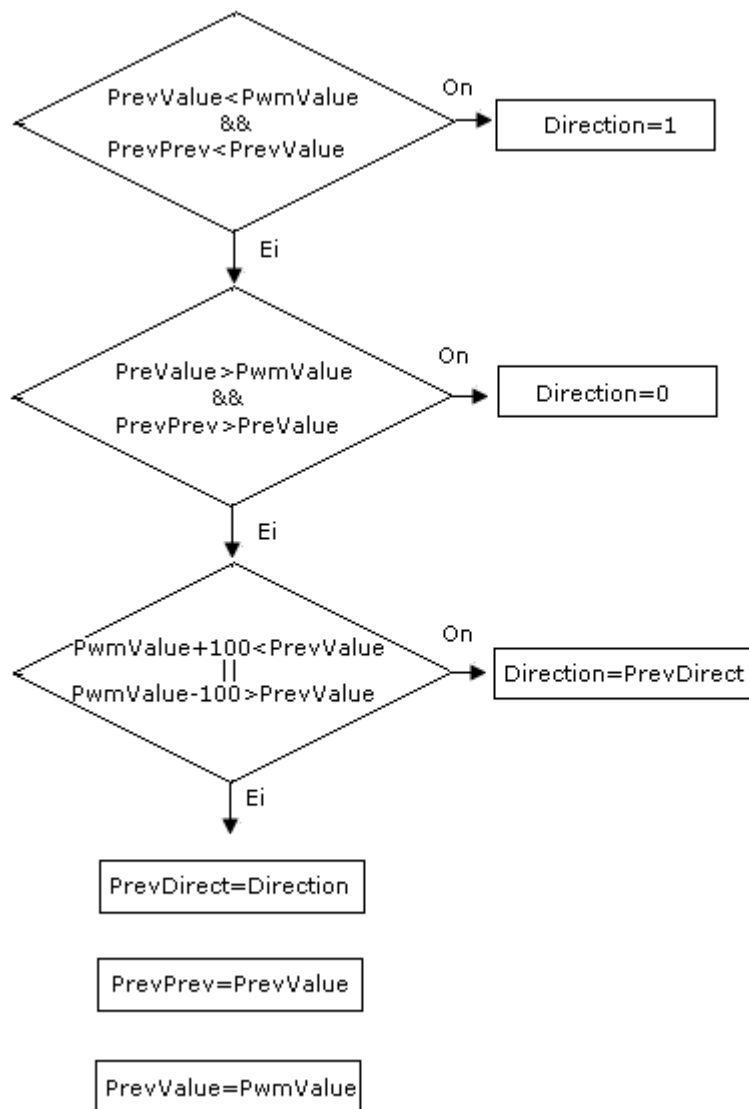 PrevValue<PwmValue
&&
PrevPrev<PrevValue
On
Direction=1
Ei
PreValue>PwmValue
&&
PrevPrev>PreValue
On
Direction=0
Ei
PwmValue+100<PrevValue
||
PwmValue-100>PrevValue
On
Direction=PrevDirect
Ei
PrevDirect=Direction
PrevPrev=PrevValue
PrevValue=PwmValue